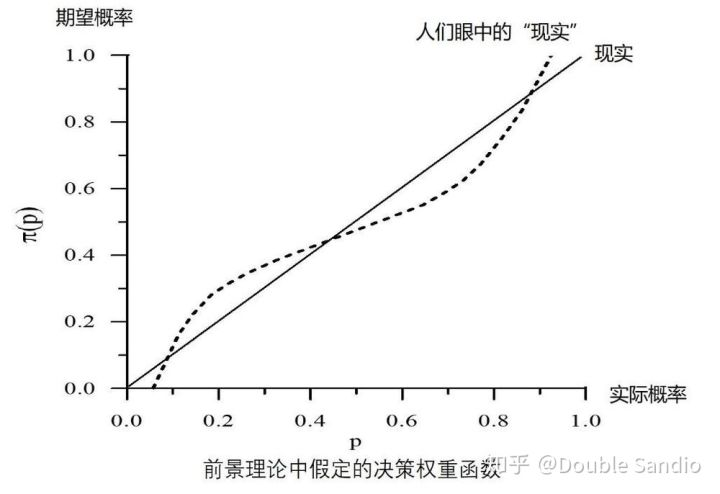 期望概率
人们眼中的“现实”
现实
1.0
0.8
0.6
0.4
0.2
0.0
π(p)
0.0 0.2 0.4 0.6 0.8 1.0
实际概率
p
前景理论中假定的决策权重函数
知乎 @Double Sandio